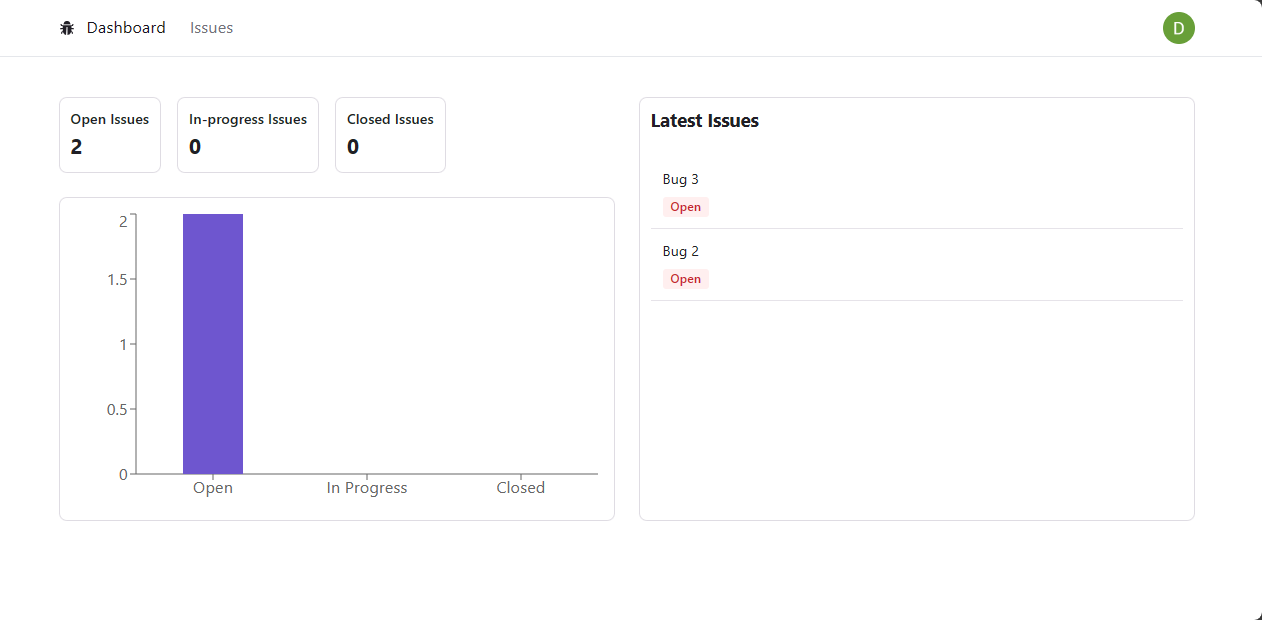 Dashboard Issues D
Open Issues
2
In-progress Issues
0
Closed Issues
0
2
1.5
1
0.5
0
Open In Progress Closed
Latest Issues
Bug 3
Open
Bug 2
Open